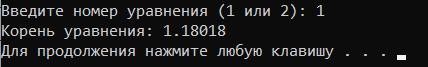 Введите номер уравнения (1 или 2): 1
Корень уравнения: 1.18018
Для продолжения нажмите любую клавишу . . .